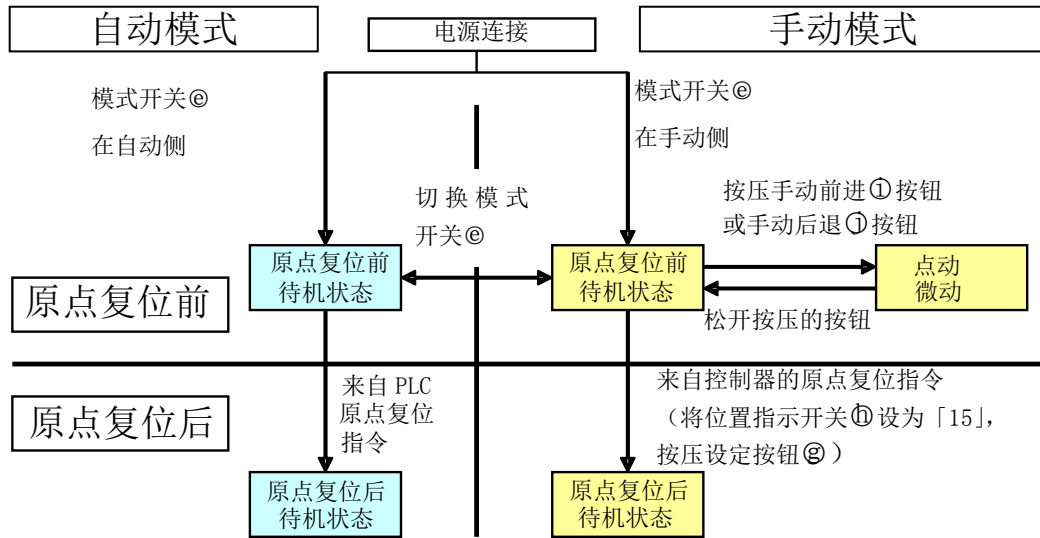 自动模式
电源连接
手动模式
模式开关ⓔ
在自动侧
模式开关ⓔ
在手动侧
切换模式
开关ⓔ
按压手动前进ⓘ按钮
或手动后退ⓙ按钮
原点复位前
待机状态
原点复位前
待机状态
点动
微动
原点复位前
松开按压的按钮
原点复位后
来自 PLC
原点复位
指令
来自控制器的原点复位指令
（将位置指示开关ⓗ设为「15」，
按压设定按钮ⓖ）
原点复位后
待机状态
原点复位后
待机状态